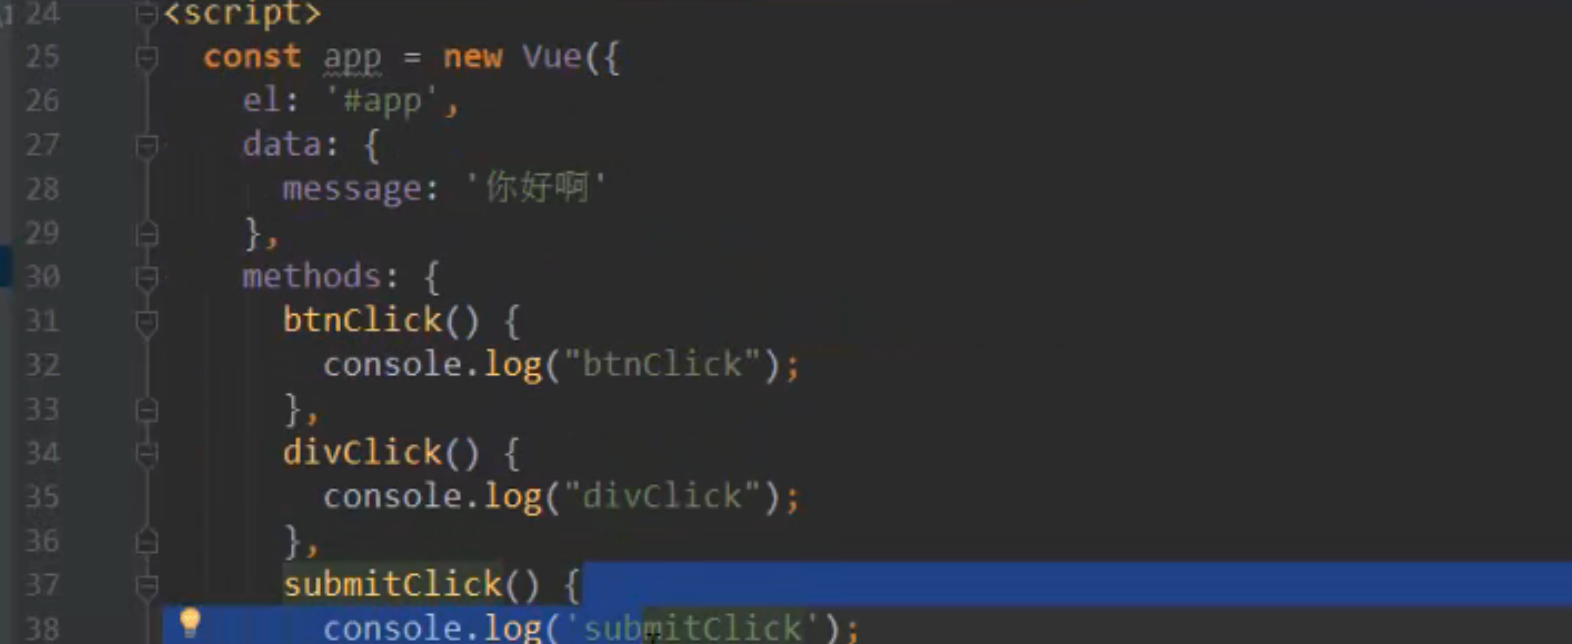 24 <script>
25 const app = new Vue({
26 el: '#app',
27 data: {
28 message: '你好啊'
29 },
30 methods: {
31 btnClick() {
32 console.log("btnClick");
33 },
34 divClick() {
35 console.log("divClick");
36 },
37 submitClick() {
38 console.log('submitClick');